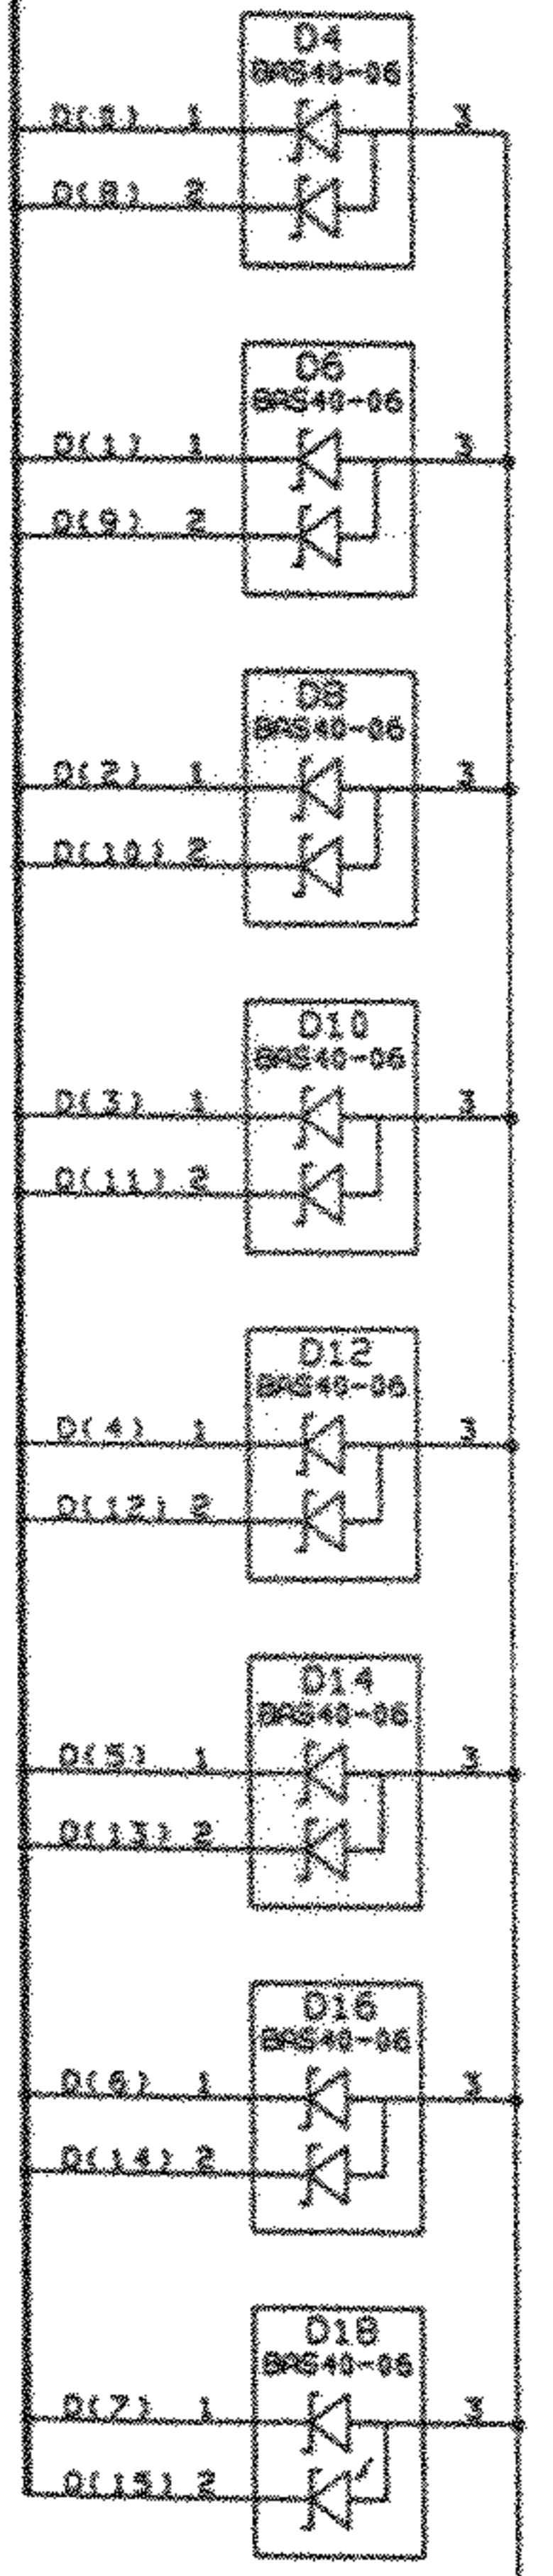 D4
BAS40-06
D(0) 1 3
D(8) 2
D6
BAS40-06
D(1) 1 3
D(9) 2
D8
BAS40-06
D(2) 1 3
D(10) 2
D10
BAS40-06
D(3) 1 3
D(11) 2
D12
BAS40-06
D(4) 1 3
D(12) 2
D14
BAS40-06
D(5) 1 3
D(13) 2
D16
BAS40-06
D(6) 1 3
D(14) 2
D18
BAS40-06
D(7) 1 3
D(15) 2